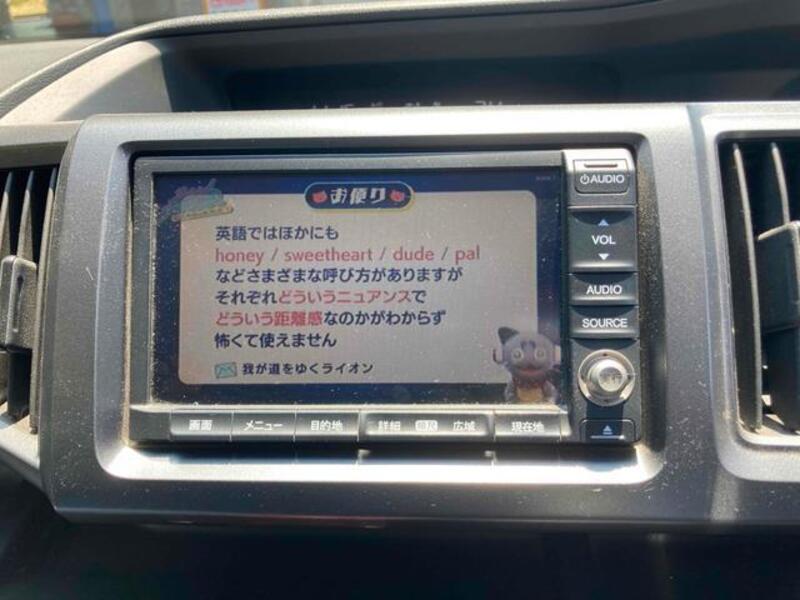 お便り
英語ではほかにも
honey / sweetheart / dude / pal
などさまざまな呼び方がありますが
それぞれどういうニュアンスで
どういう距離感なのかがわからず
怖くて使えません
我が道をゆくライオン
AUDIO
VOL
AUDIO
SOURCE
画面 メニュー 目的地 詳細 広域 現在地